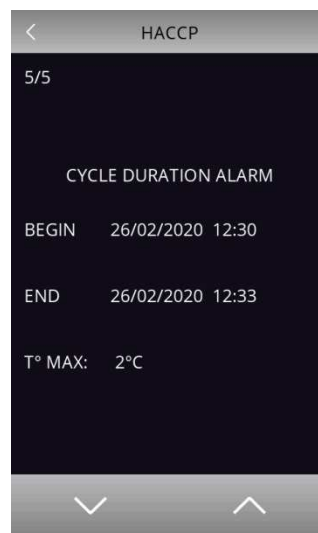 HACCP
5/5
CYCLE DURATION ALARM
BEGIN 26/02/2020 12:30
END 26/02/2020 12:33
T° MAX: 2°C